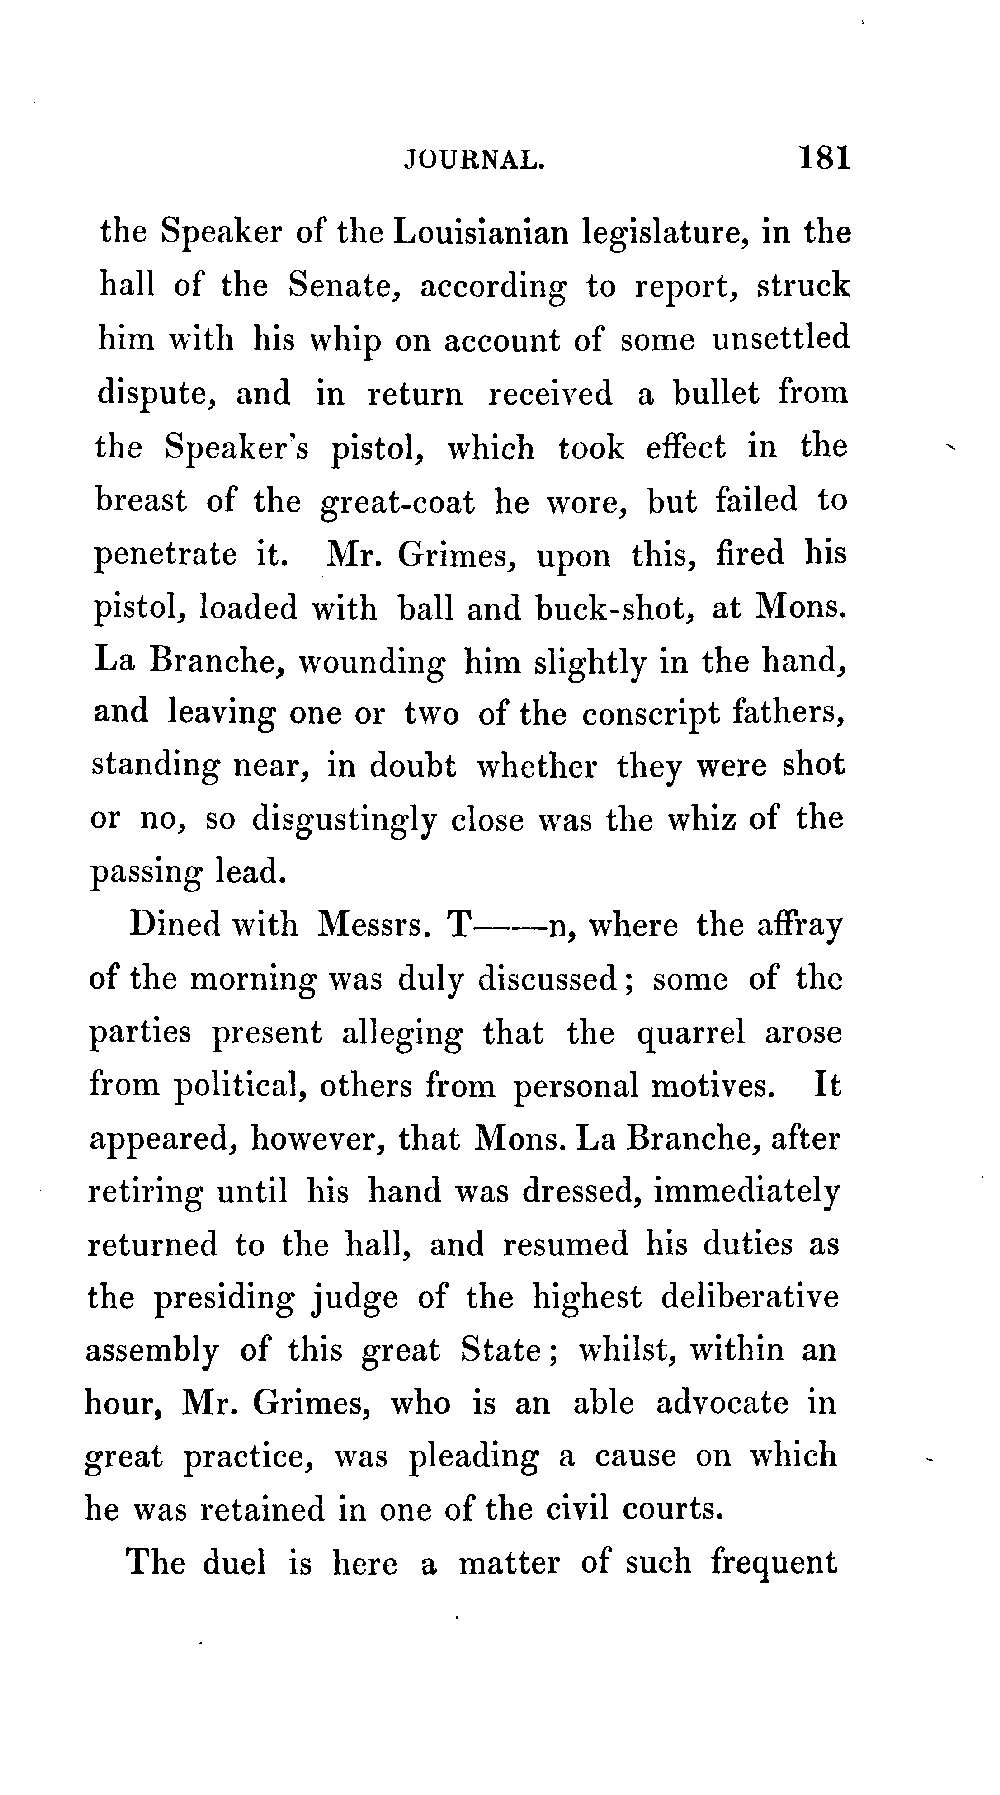 JOURNAL. 181
the Speaker of the Louisianian legislature, in the
hall of the Senate, according to report, struck
him with his whip on account of some unsettled
dispute, and in return received a bullet from
the Speaker's pistol, which took effect in the
breast of the great-coat he wore, but failed to
penetrate it. Mr. Grimes, upon this, fired his
pistol, loaded with ball and buck-shot, at Mons.
La Branche, wounding him slightly in the hand,
and leaving one or two of the conscript fathers,
standing near, in doubt whether they were shot
or no, so disgustingly close was the whiz of the
passing lead.
Dined with Messrs. T——n, where the affray
of the morning was duly discussed; some of the
parties present alleging that the quarrel arose
from political, others from personal motives. It
appeared, however, that Mons. La Branche, after
retiring until his hand was dressed, immediately
returned to the hall, and resumed his duties as
the presiding judge of the highest deliberative
assembly of this great State; whilst, within an
hour, Mr. Grimes, who is an able advocate in
great practice, was pleading a cause on which
he was retained in one of the civil courts.
The duel is here a matter of such frequent